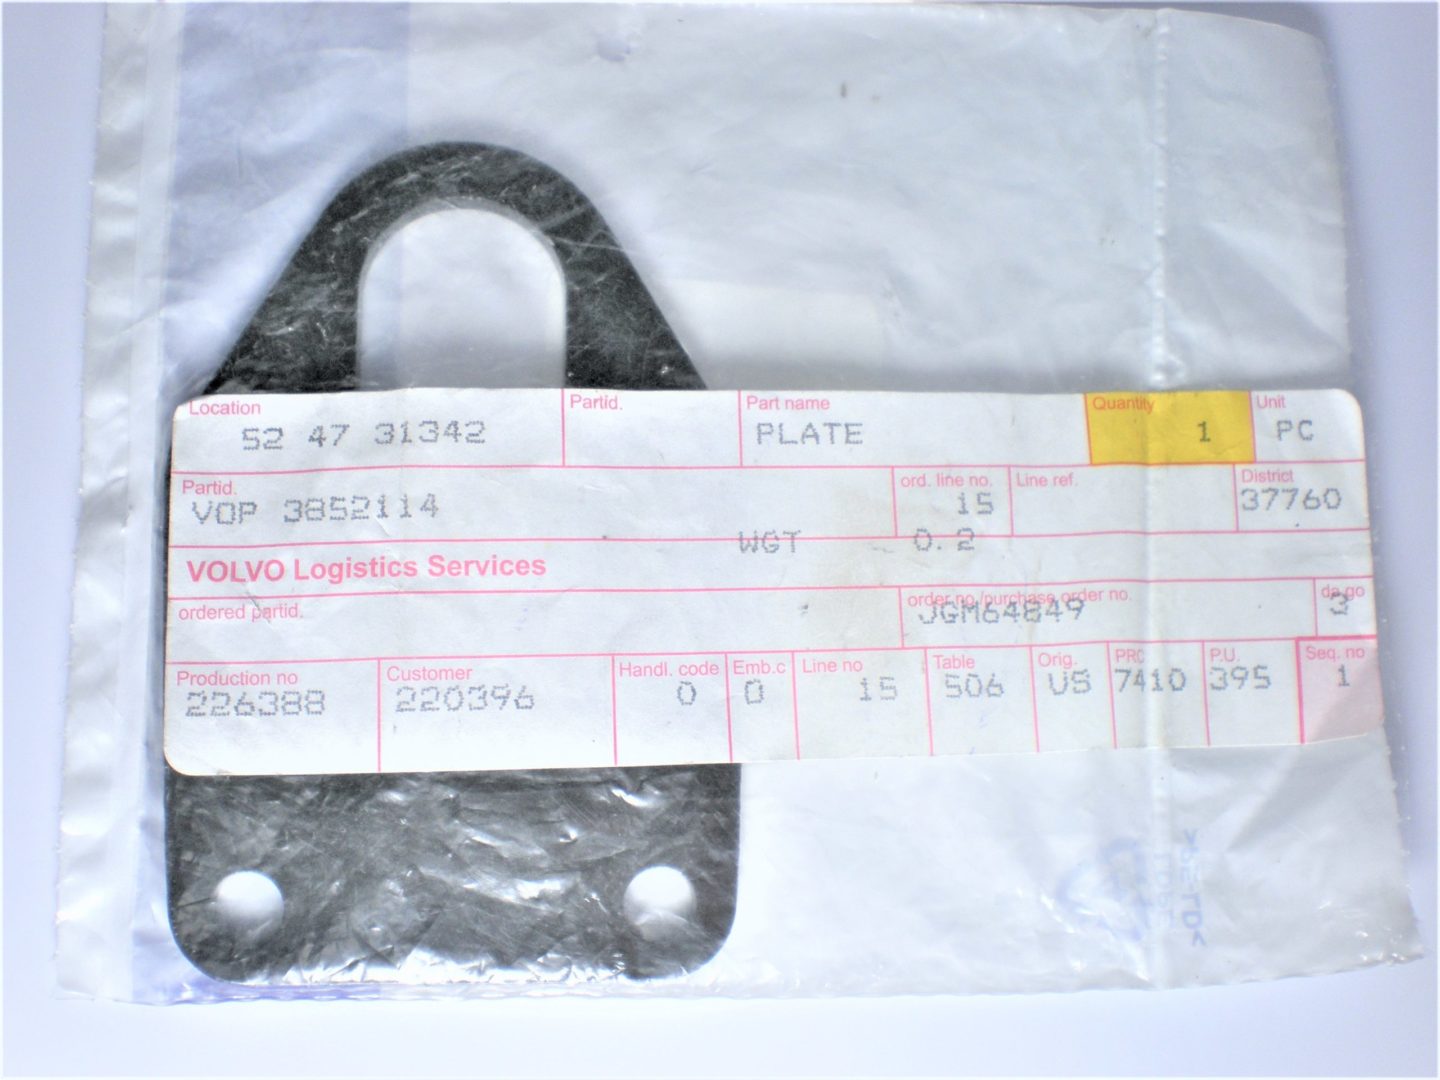 Location Partid. Part name Quantity Unit
52 47 31342 PLATE 1 PC
Partid. ord. line no. Line ref. District
VOP 3852114 15 37760
WGT 0.2
VOLVO Logistics Services
ordered partid. order no./purchase order no. da go
JGM64849 3
Production no Customer Handl. code Emb.c Line no Table Orig. PRC P.U. Seq. no
226388 220396 0 0 15 506 US 7410 395 1